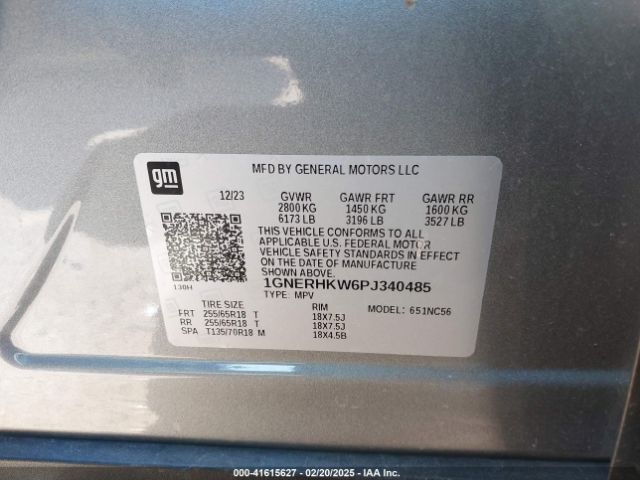 gm
MFD BY GENERAL MOTORS LLC
12/23 GVWR GAWR FRT GAWR RR
2800 KG 1450 KG 1600 KG
6173 LB 3196 LB 3527 LB
THIS VEHICLE CONFORMS TO ALL
APPLICABLE U.S. FEDERAL MOTOR
VEHICLE SAFETY STANDARDS IN EFFECT
ON THE DATE OF MANUFACTURE
SHOWN ABOVE.
130H 1GNERHKW6PJ340485
TYPE: MPV
TIRE SIZE RIM MODEL: 651NC56
FRT 255/65R18 T 18X7.5J
RR 255/65R18 T 18X7.5J
SPA T135/70R18 M 18X4.5B
000-41615627 - 02/20/2025 - IAA Inc.